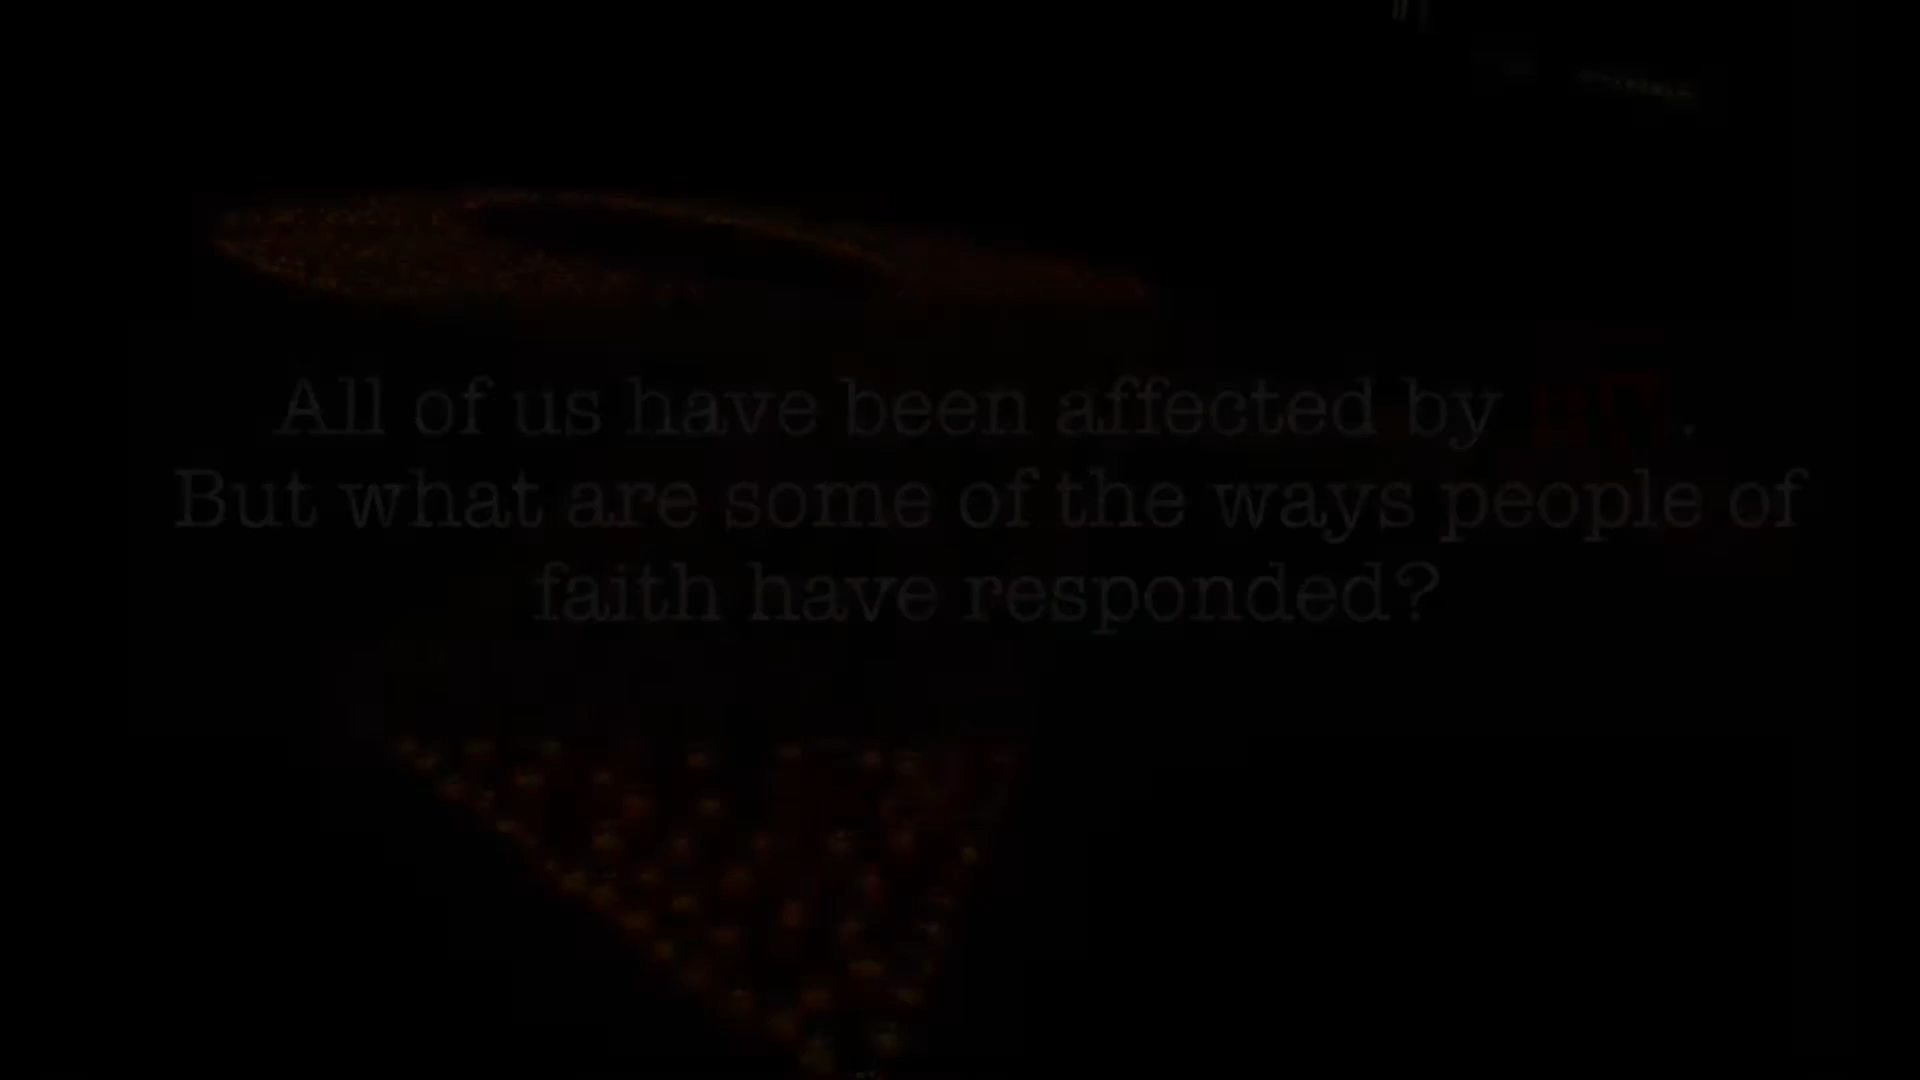 All of us have been affected by .
But what are some of the ways people of
faith have responded?